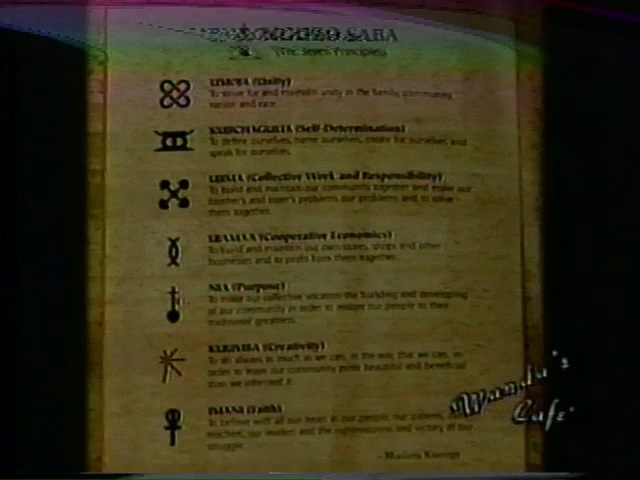 NGUZO SABA
(The Seven Principles)
UMOJA (Unity)
To strive for and maintain unity in the family, community
nation and race.
KUJICHAGULIA (Self-Determination)
To define ourselves, name ourselves, create for ourselves and
speak for ourselves.
UJIMA (Collective Work and Responsibility)
To build and maintain our community together and make our
brother's and sister's problems our problems and to solve
them together.
UJAMAA (Cooperative Economics)
To build and maintain our own stores, shops and other
businesses and to profit from them together.
NIA (Purpose)
To make our collective vocation the building and developing
of our community in order to restore our people to their
traditional greatness.
KUUMBA (Creativity)
To do always as much as we can, in the way that we can, in
order to leave our community more beautiful and beneficial
than we inherited it.
IMANI (Faith)
To believe with all our heart in our people, our parents, our
teachers, our leaders and the righteousness and victory of our
struggle.
- Maulana Karenga
Wanda's
Cafe